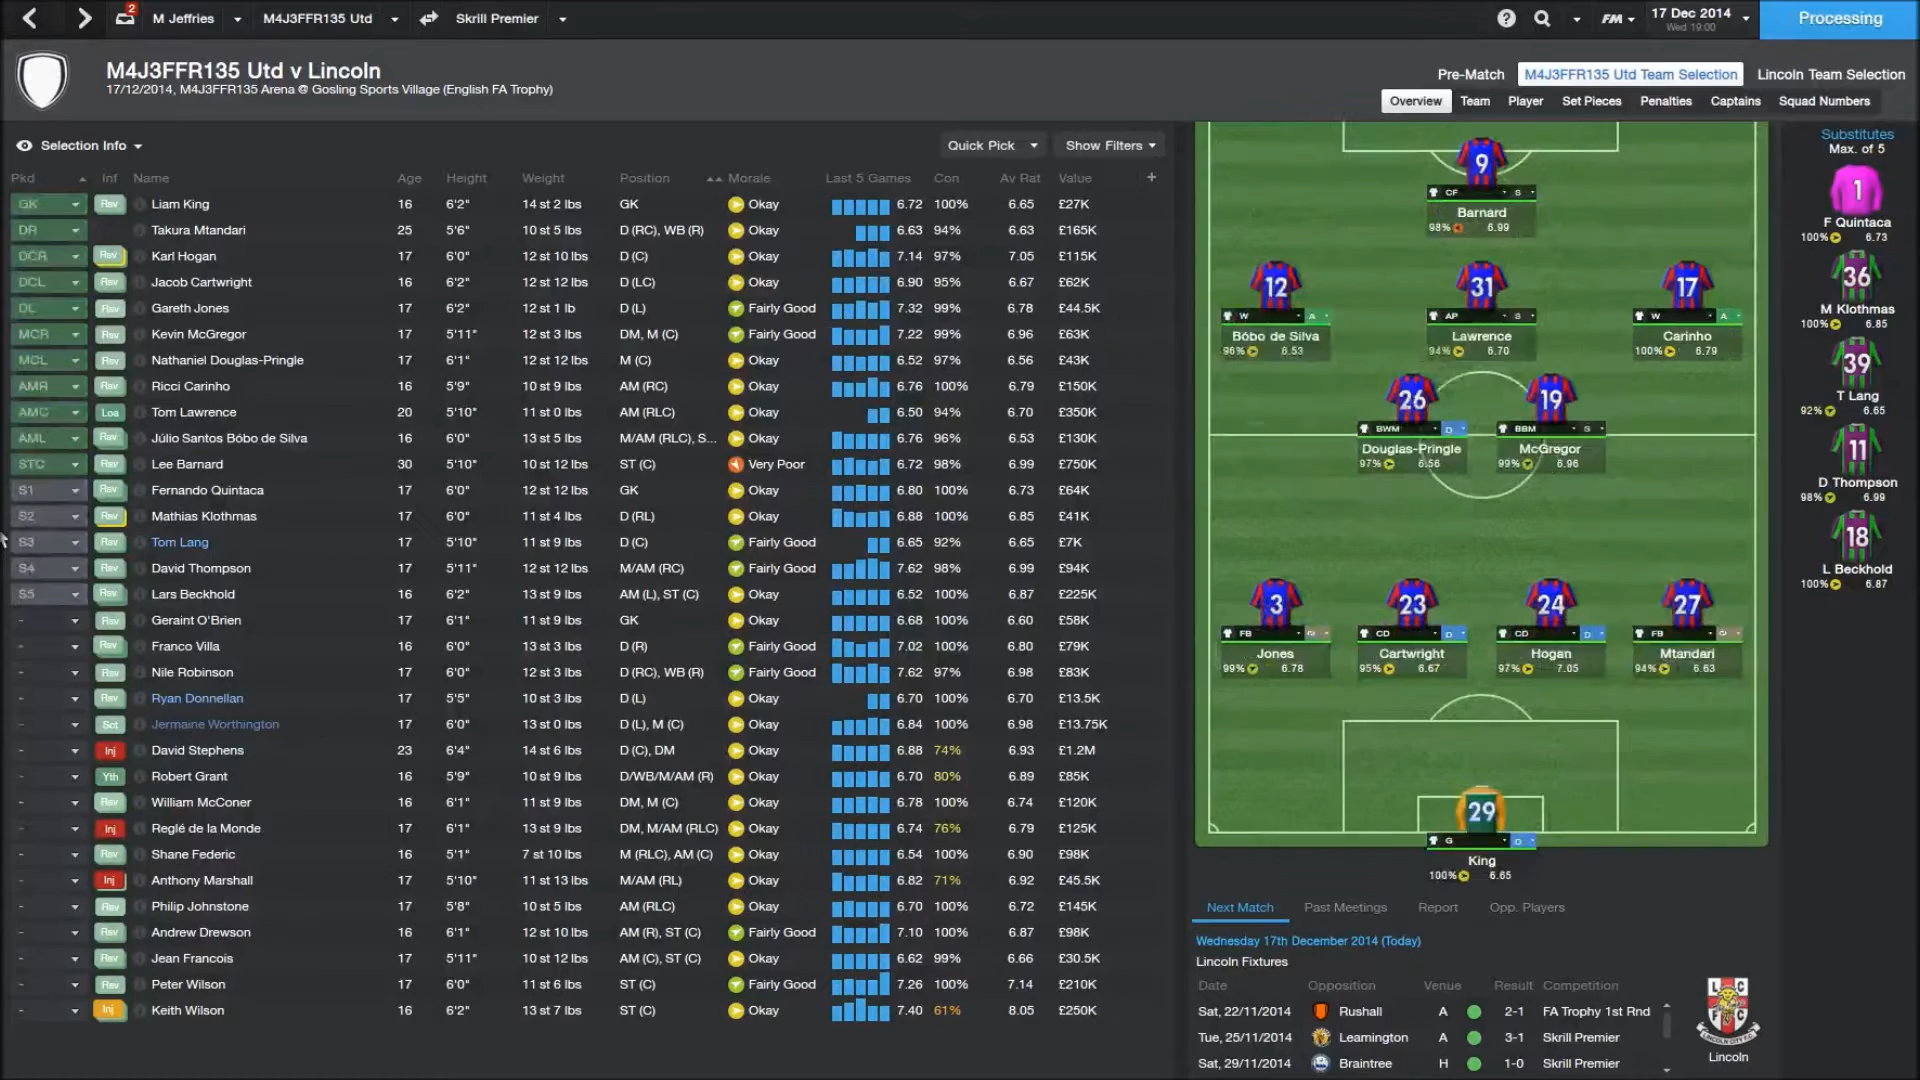 2
M Jeffries
M4J3FFR135 Utd
Skrill Premier
FM
17 Dec 2014
Wed 19:00
Processing
M4J3FFR135 Utd v Lincoln
17/12/2014, M4J3FFR135 Arena @ Gosling Sports Village (English FA Trophy)
Pre-Match M4J3FFR135 Utd Team Selection Lincoln Team Selection
Overview Team Player Set Pieces Penalties Captains Squad Numbers
Selection Info Quick Pick Show Filters
Pkd Inf Name Age Height Weight Position Morale Last 5 Games Con Av Rat Value +
GK Rsv Liam King 16 6'2" 14 st 2 lbs GK Okay 6.72 100% 6.65 £27K
DR Takura Mtandari 25 5'6" 10 st 5 lbs D (RC), WB (R) Okay 6.63 94% 6.63 £165K
DCR Rsv Karl Hogan 17 6'0" 12 st 10 lbs D (C) Okay 7.14 97% 7.05 £115K
DCL Rsv Jacob Cartwright 16 6'2" 12 st 12 lbs D (LC) Okay 6.90 95% 6.67 £62K
DL Rsv Gareth Jones 17 6'2" 12 st 1 lb D (L) Fairly Good 7.32 99% 6.78 £44.5K
MCR Rsv Kevin McGregor 17 5'11" 12 st 3 lbs DM, M (C) Fairly Good 7.22 99% 6.96 £63K
MCL Rsv Nathaniel Douglas-Pringle 17 6'1" 12 st 12 lbs M (C) Okay 6.52 97% 6.56 £43K
AMR Rsv Ricci Carinho 16 5'9" 10 st 9 lbs AM (RC) Okay 6.76 100% 6.79 £150K
AMC Loa Tom Lawrence 20 5'10" 11 st 0 lbs AM (RLC) Okay 6.50 94% 6.70 £350K
AML Rsv Júlio Santos Bóbo de Silva 16 6'0" 13 st 5 lbs M/AM (RLC), S... Okay 6.76 96% 6.53 £130K
STC Rsv Lee Barnard 30 5'10" 10 st 12 lbs ST (C) Very Poor 6.72 98% 6.99 £750K
S1 Rsv Fernando Quintaca 17 6'0" 12 st 12 lbs GK Okay 6.80 100% 6.73 £64K
S2 Rsv Mathias Klothmas 17 6'0" 11 st 4 lbs D (RL) Okay 6.88 100% 6.85 £41K
S3 Rsv Tom Lang 17 5'10" 11 st 9 lbs D (C) Fairly Good 6.65 92% 6.65 £7K
S4 Rsv David Thompson 17 5'11" 12 st 12 lbs M/AM (RC) Fairly Good 7.62 98% 6.99 £94K
S5 Rsv Lars Beckhold 16 6'2" 13 st 9 lbs AM (L), ST (C) Okay 6.52 100% 6.87 £225K
- Rsv Geraint O'Brien 17 6'1" 11 st 9 lbs GK Okay 6.68 100% 6.60 £58K
- Rsv Franco Villa 16 6'0" 13 st 3 lbs D (R) Fairly Good 7.02 100% 6.80 £79K
- Rsv Nile Robinson 17 6'0" 12 st 3 lbs D (RC), WB (R) Fairly Good 7.62 97% 6.98 £83K
- Rsv Ryan Donnellan 17 5'5" 10 st 9 lbs D (L) Okay 6.70 100% 6.70 £13.5K
- Sct Jermaine Worthington 17 6'0" 13 st 0 lbs D (L), M (C) Okay 6.84 100% 6.98 £13.75K
- Inj David Stephens 23 6'4" 14 st 6 lbs D (C), DM Okay 6.88 74% 6.93 £1.2M
- Yth Robert Grant 16 5'9" 10 st 9 lbs D/WB/M/AM (R) Okay 6.70 80% 6.89 £85K
- Rsv William McConer 16 6'1" 11 st 9 lbs DM, M (C) Okay 6.78 100% 6.74 £120K
- Inj Reglé de la Monde 17 6'1" 13 st 9 lbs DM, M/AM (RLC) Okay 6.74 76% 6.79 £125K
- Rsv Shane Federic 16 5'1" 7 st 10 lbs M (RLC), AM (C) Okay 6.54 100% 6.90 £98K
- Inj Anthony Marshall 17 5'10" 11 st 13 lbs M/AM (RL) Okay 6.82 71% 6.92 £45.5K
- Rsv Philip Johnstone 17 5'8" 10 st 5 lbs AM (RLC) Okay 6.70 100% 6.72 £145K
- Rsv Andrew Drewson 16 6'1" 12 st 10 lbs AM (R), ST (C) Fairly Good 7.10 100% 6.87 £98K
- Rsv Jean Francois 17 5'11" 10 st 12 lbs AM (C), ST (C) Okay 6.62 99% 6.66 £30.5K
- Rsv Peter Wilson 17 6'0" 11 st 6 lbs ST (C) Fairly Good 7.26 100% 7.14 £210K
- Inj Keith Wilson 16 6'2" 13 st 7 lbs ST (C) Okay 7.40 61% 8.05 £250K
9
CF S
Barnard
98% 6.99
12 31 17
W A AP S W A
Bóbo de Silva Lawrence Carinho
96% 6.53 94% 6.70 100% 6.79
26 19
BWM D BBM S
Douglas-Pringle McGregor
97% 6.56 99% 6.96
3 23 24 27
FB CD D CD D FB
Jones Cartwright Hogan Mtandari
99% 6.78 95% 6.67 97% 7.05 94% 6.63
29
G D
King
100% 6.65
Substitutes
Max. of 5
1
F Quintaca
100% 6.73
36
M Klothmas
100% 6.85
39
T Lang
92% 6.65
11
D Thompson
98% 6.99
18
L Beckhold
100% 6.87
Next Match Past Meetings Report Opp. Players
Wednesday 17th December 2014 (Today)
Lincoln Fixtures
Date Opposition Venue Result Competition
Sat, 22/11/2014 Rushall A 2-1 FA Trophy 1st Rnd
Tue, 25/11/2014 Leamington A 3-1 Skrill Premier
Sat, 29/11/2014 Braintree H 1-0 Skrill Premier
L C
F C
Lincoln